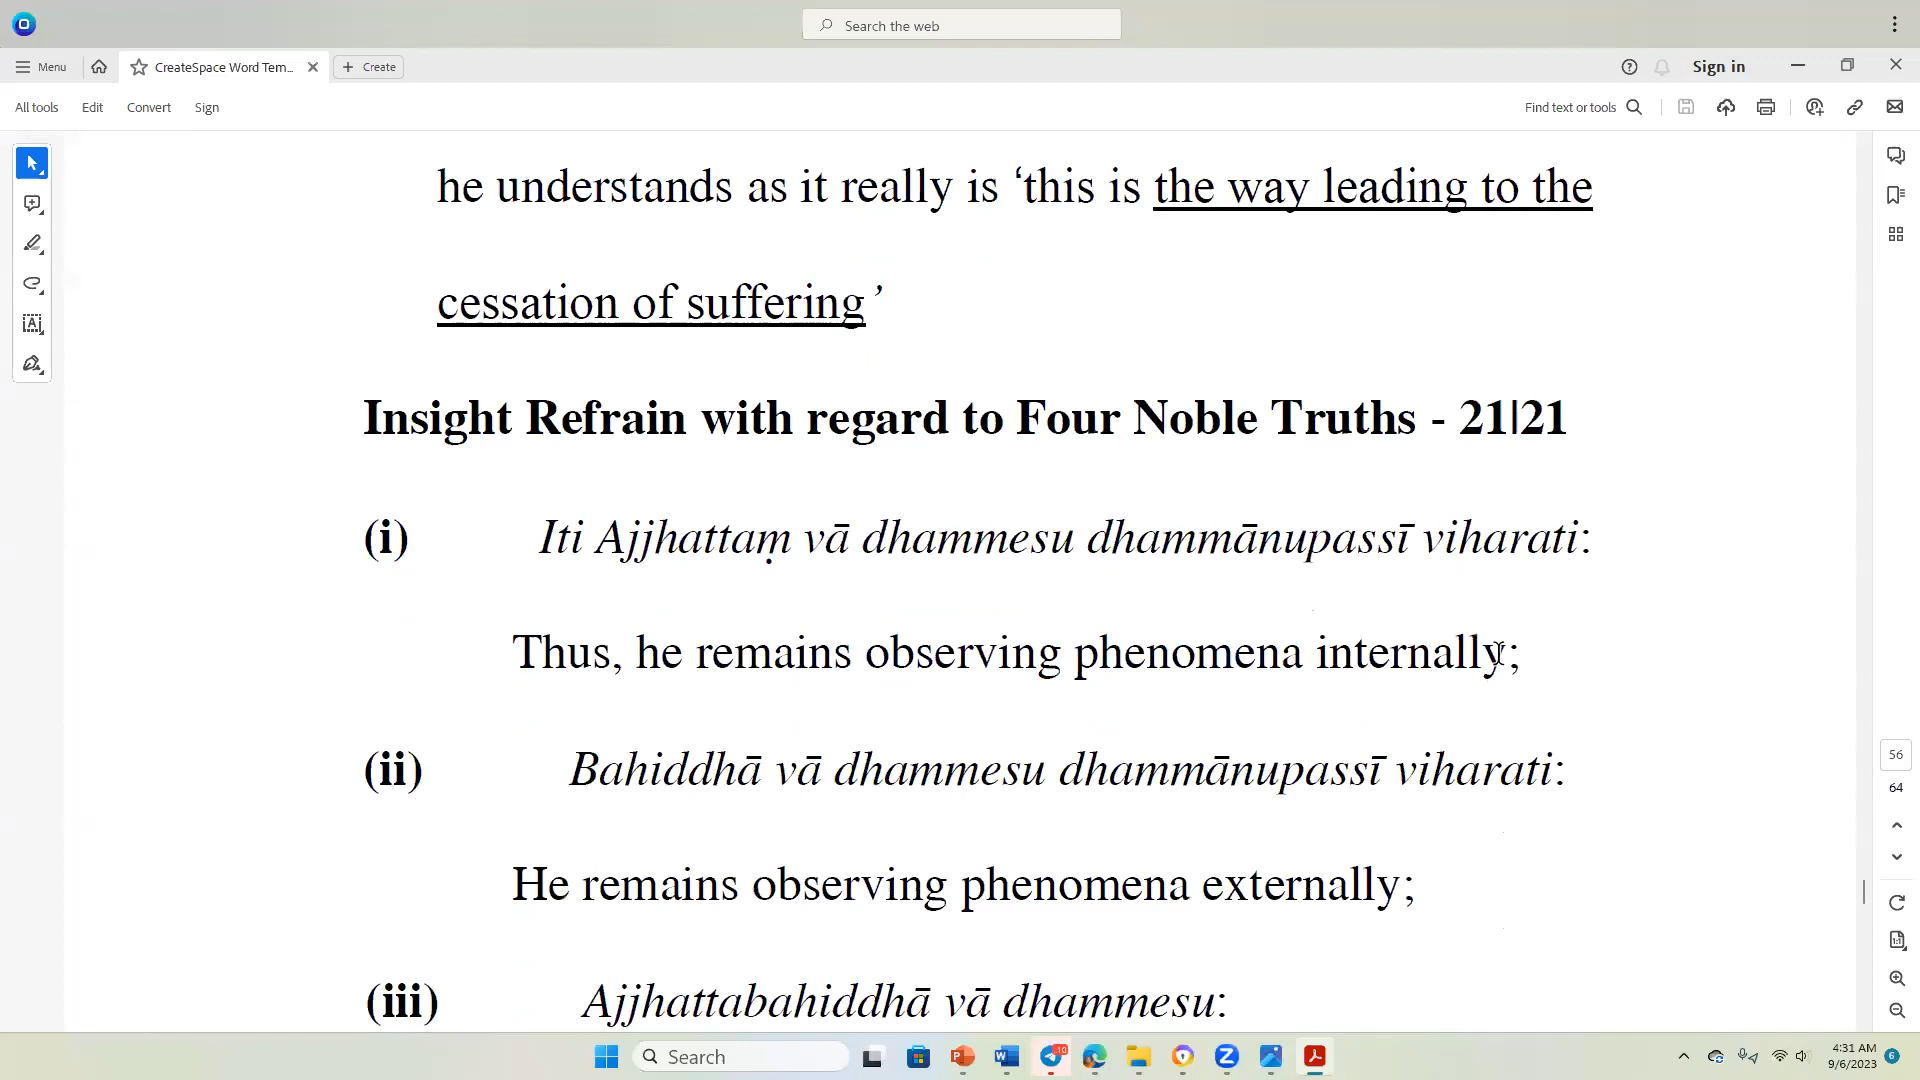 Search the web
Menu
CreateSpace Word Tem...
Create
Sign in
All tools
Edit
Convert
Sign
Find text or tools
he understands as it really is ‘this is the way leading to the
cessation of suffering’
Insight Refrain with regard to Four Noble Truths - 21|21
(i) Iti Ajjhattaṃ vā dhammesu dhammānupassī viharati:
Thus, he remains observing phenomena internally;
(ii) Bahiddhā vā dhammesu dhammānupassī viharati:
He remains observing phenomena externally;
(iii) Ajjhattabahiddhā vā dhammesu:
56
64
Search
10
4:31 AM
9/6/2023
6